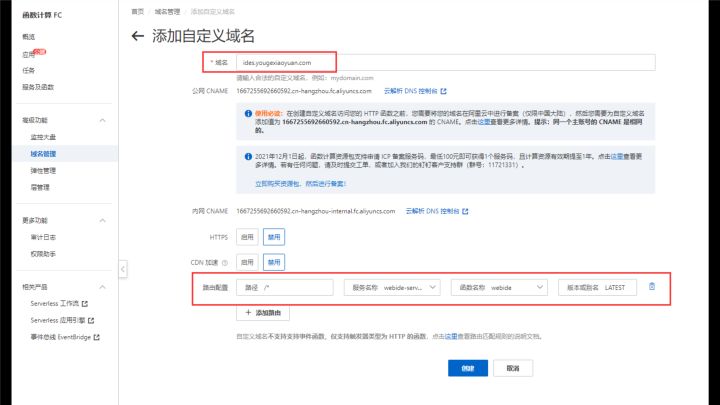 函数计算 FC
概览
应用 公测
任务
服务及函数
高级功能
监控大盘
域名管理
弹性管理
层管理
更多功能
审计日志
权限助手
相关产品
Serverless 工作流
Serverless 应用引擎
事件总线 EventBridge
首页 / 域名管理 / 添加自定义域名
← 添加自定义域名
* 域名 ides.yougexiaoyuan.com
请输入合法的自定义域名，例如：mydomain.com
公网 CNAME 1667255692660592.cn-hangzhou.fc.aliyuncs.com 云解析 DNS 控制台
使用必读：在创建自定义域名访问您的 HTTP 函数之前，您需要将您的域名在阿里云中进行备案（仅限中国大陆），然后您需要为自定义域名
添加值为 1667255692660592.cn-hangzhou.fc.aliyuncs.com 的 CNAME。点击这里查看更多详情。提示：同一个主账号的 CNAME 是相同
的。
2021年12月1日起，函数计算资源包支持申请 ICP 备案服务码，最低100元即可获得1个服务码，且计算资源有效期提至1年。点击这里查看更
多详情。若有任何问题，请及时提交工单，或者加入我们的钉钉客户支持群（群号：11721331）。
立即购买资源包，然后进行备案！
内网 CNAME 1667255692660592.cn-hangzhou-internal.fc.aliyuncs.com 云解析 DNS 控制台
HTTPS 启用 禁用
CDN 加速 启用 禁用
路由配置 路径 /* 服务名称 webide-serv... 函数名称 webide 版本或别名 LATEST
+ 添加路由
自定义域名不支持支持事件函数，仅支持触发器类型为 HTTP 的函数，点击这里查看路由匹配规则的说明文档。
创建 取消